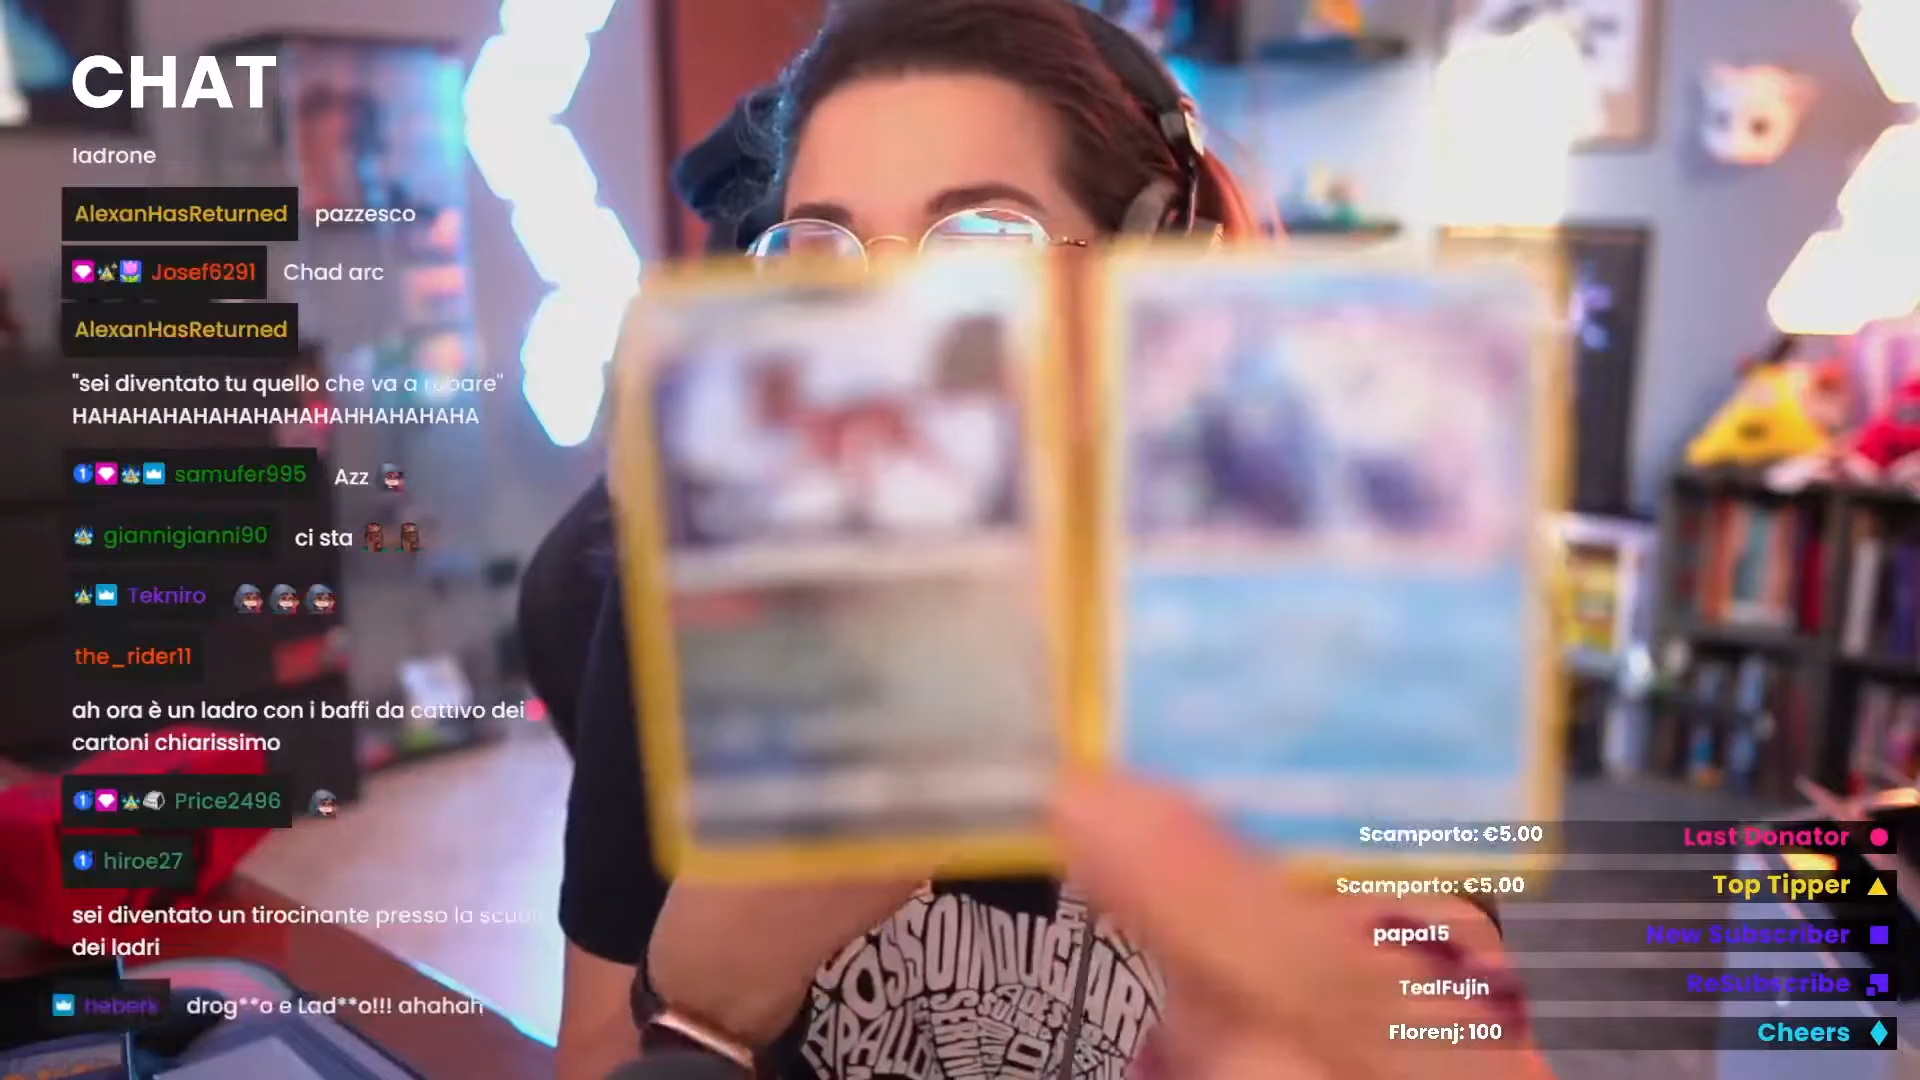 CHAT
ladrone
AlexanHasReturned pazzesco
Josef6291 Chad arc
AlexanHasReturned
"sei diventato tu quello che va a rubare"
HAHAHAHAHAHAHAHAHAHHAHAHAHA
samufer995 Azz
giannigianni90 ci sta
Tekniro
the_rider11
ah ora è un ladro con i baffi da cattivo dei
cartoni chiarissimo
Price2496
hiroe27
sei diventato un tirocinante presso la scuola
dei ladri
heberk drog**o e Lad**o!!! ahahah
Scamporto: €5.00 Last Donator
Scamporto: €5.00 Top Tipper
papa15 New Subscriber
TealFujin ReSubscribe
Florenj: 100 Cheers